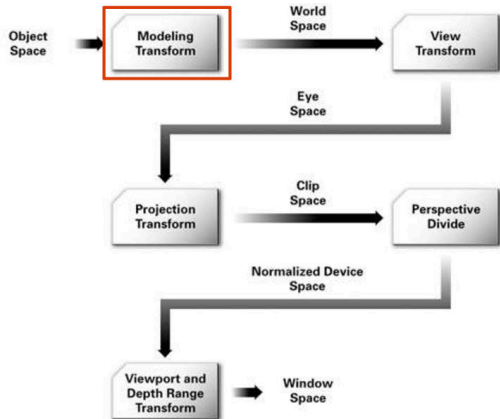 Object
Space
Modeling
Transform
World
Space
View
Transform
Eye
Space
Projection
Transform
Clip
Space
Perspective
Divide
Normalized Device
Space
Viewport and
Depth Range
Transform
Window
Space